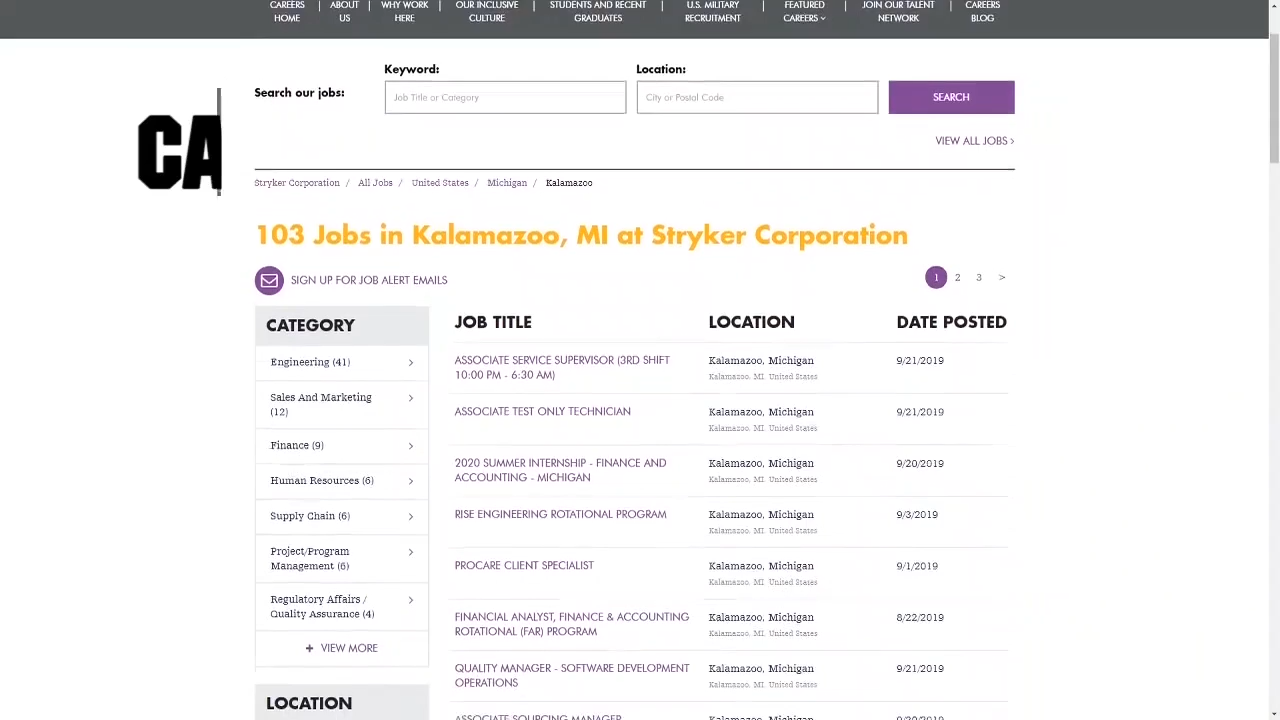 CAREERS HOME | ABOUT US | WHY WORK HERE | OUR INCLUSIVE CULTURE | STUDENTS AND RECENT GRADUATES | U.S. MILITARY RECRUITMENT | FEATURED CAREERS | JOIN OUR TALENT NETWORK | CAREERS BLOG
Keyword: Location:
Search our jobs: Job Title or Category City or Postal Code SEARCH
VIEW ALL JOBS >
CA
Stryker Corporation / All Jobs / United States / Michigan / Kalamazoo
103 Jobs in Kalamazoo, MI at Stryker Corporation
SIGN UP FOR JOB ALERT EMAILS 1 2 3 >
CATEGORY
Engineering (41)
Sales And Marketing
(12)
Finance (9)
Human Resources (6)
Supply Chain (6)
Project/Program
Management (6)
Regulatory Affairs /
Quality Assurance (4)
+ VIEW MORE
LOCATION
JOB TITLE LOCATION DATE POSTED
ASSOCIATE SERVICE SUPERVISOR (3RD SHIFT Kalamazoo, Michigan 9/21/2019
10:00 PM - 6:30 AM) Kalamazoo, MI, United States
ASSOCIATE TEST ONLY TECHNICIAN Kalamazoo, Michigan 9/21/2019
Kalamazoo, MI, United States
2020 SUMMER INTERNSHIP - FINANCE AND Kalamazoo, Michigan 9/20/2019
ACCOUNTING - MICHIGAN Kalamazoo, MI, United States
RISE ENGINEERING ROTATIONAL PROGRAM Kalamazoo, Michigan 9/3/2019
Kalamazoo, MI, United States
PROCARE CLIENT SPECIALIST Kalamazoo, Michigan 9/1/2019
Kalamazoo, MI, United States
FINANCIAL ANALYST, FINANCE & ACCOUNTING Kalamazoo, Michigan 8/22/2019
ROTATIONAL (FAR) PROGRAM Kalamazoo, MI, United States
QUALITY MANAGER - SOFTWARE DEVELOPMENT Kalamazoo, Michigan 9/21/2019
OPERATIONS Kalamazoo, MI, United States
ASSOCIATE SOURCING MANAGER Kalamazoo, Michigan 9/20/2019